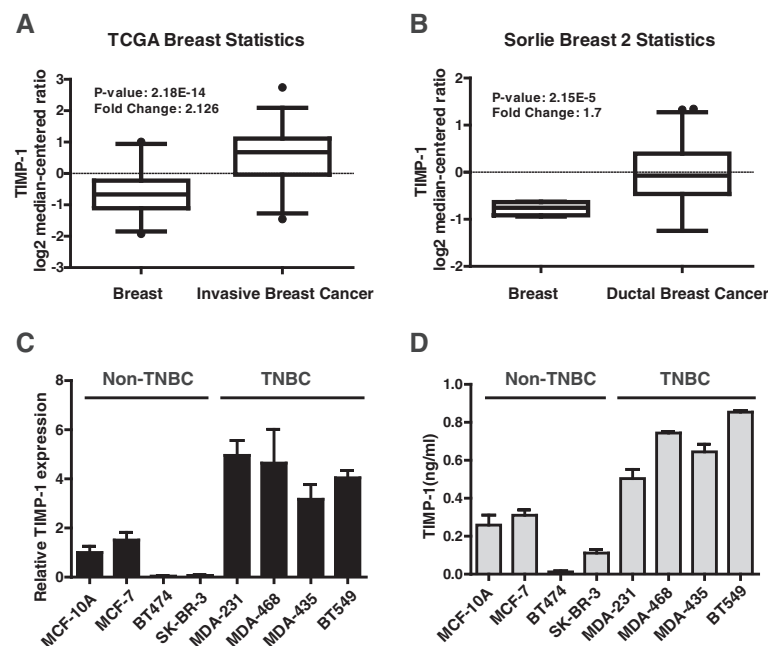 A
TCGA Breast Statistics
TIMP-1
log2 median-centered ratio
3
2
1
0
-1
-2
-3
P-value: 2.18E-14
Fold Change: 2.126
Breast
Invasive Breast Cancer
B
Sorlie Breast 2 Statistics
TIMP-1
log2 median-centered ratio
2
1
0
-1
-2
P-value: 2.15E-5
Fold Change: 1.7
Breast
Ductal Breast Cancer
C
Non-TNBC
TNBC
Relative TIMP-1 expression
8
6
4
2
0
MCF-10A
MCF-7
BT474
SK-BR-3
MDA-231
MDA-468
MDA-435
BT549
D
Non-TNBC
TNBC
TIMP-1(ng/ml)
1.0
0.8
0.6
0.4
0.2
0.0
MCF-10A
MCF-7
BT474
SK-BR-3
MDA-231
MDA-468
MDA-435
BT549